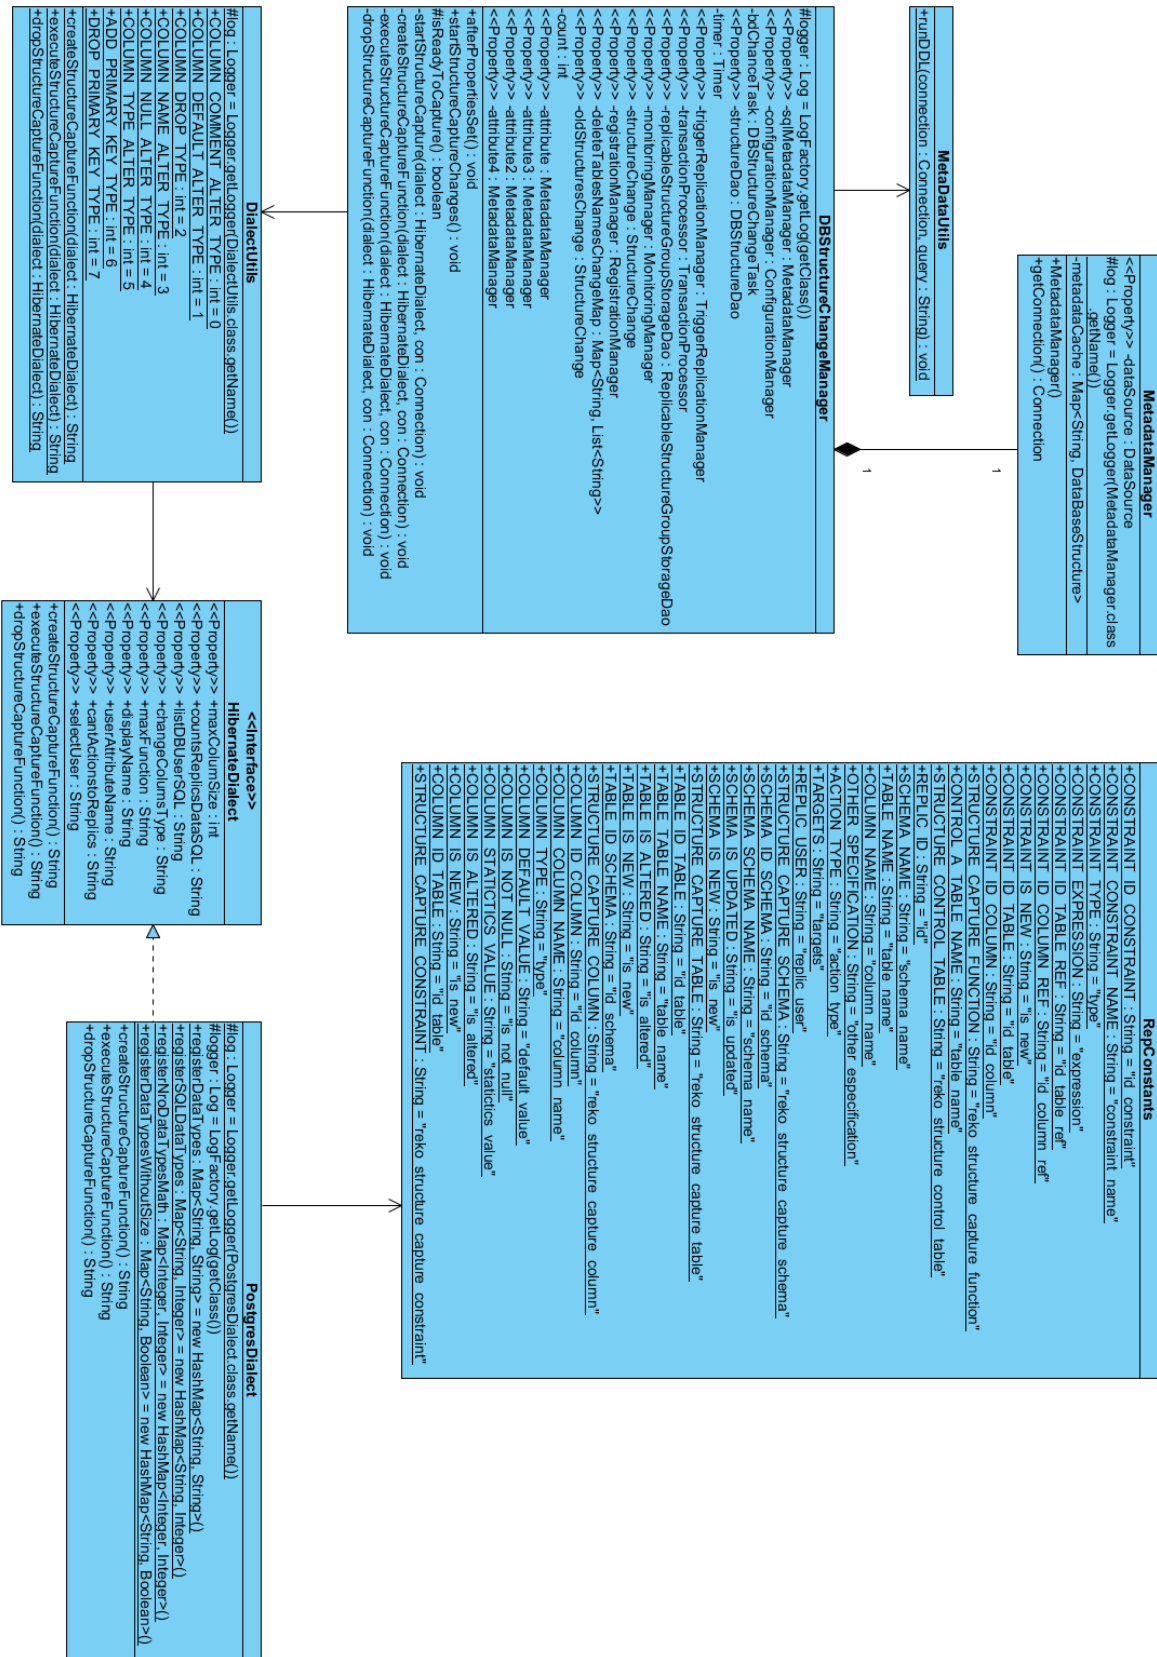 MetadataManager
<<Property>> -dataSource : DataSource
#log : Logger = Logger.getLogger(MetadataManager.class
.getName())
-metadataCache : Map<String, DataBaseStructure>
+MetadataManager()
+getConnection() : Connection
1
1
MetaDataUtils
+runDDL(connection : Connection, query : String) : void
DBStructureChangeManager
#logger : Log = LogFactory.getLog(getClass())
<<Property>> -sqlMetadataManager : MetadataManager
<<Property>> -configurationManager : ConfigurationManager
-bdChanceTask : DBStructureChangeTask
<<Property>> -structureDao : DBStructureDao
-timer : Timer
<<Property>> -triggerReplicationManager : TriggerReplicationManager
<<Property>> -transactionProcessor : TransactionProcessor
<<Property>> -replicableStructureGroupStorageDao : ReplicableStructureGroupStorageDao
<<Property>> -monitoringManager : MonitoringManager
<<Property>> -structureChange : StructureChange
<<Property>> -registrationManager : RegistrationManager
<<Property>> -deleteTablesNamesChangeMap : Map<String, List<String>>
<<Property>> -oldStructuresChange : StructureChange
-count : int
<<Property>> -attribute : MetadataManager
<<Property>> -attribute3 : MetadataManager
<<Property>> -attribute2 : MetadataManager
<<Property>> -attribute4 : MetadataManager
+afterPropertiesSet() : void
+startStructureCaptureChanges() : void
#isReadyToCapture() : boolean
-startStructureCapture(dialect : HibernateDialect, con : Connection) : void
-createStructureCaptureFunction(dialect : HibernateDialect, con : Connection) : void
-executeStructureCaptureFunction(dialect : HibernateDialect, con : Connection) : void
-dropStructureCaptureFunction(dialect : HibernateDialect, con : Connection) : void
DialectUtils
#log : Logger = Logger.getLogger(DialectUtils.class.getName())
+COLUMN_COMMENT_ALTER_TYPE : int = 0
+COLUMN_DEFAULT_ALTER_TYPE : int = 1
+COLUMN_DROP_TYPE : int = 2
+COLUMN_NAME_ALTER_TYPE : int = 3
+COLUMN_NULL_ALTER_TYPE : int = 4
+COLUMN_TYPE_ALTER_TYPE : int = 5
+ADD_PRIMARY_KEY_TYPE : int = 6
+DROP_PRIMARY_KEY_TYPE : int = 7
+createStructureCaptureFunction(dialect : HibernateDialect) : String
+executeStructureCaptureFunction(dialect : HibernateDialect) : String
+dropStructureCaptureFunction(dialect : HibernateDialect) : String
<<Interface>>
HibernateDialect
<<Property>> +maxColumSize : int
<<Property>> +countsRepliosDataSQL : String
<<Property>> +listDBUserSQL : String
<<Property>> +changeColumsType : String
<<Property>> +maxFunction : String
<<Property>> +displayName : String
<<Property>> +userAttributeName : String
<<Property>> +cantActionstoReplics : String
<<Property>> +selectUser : String
+createStructureCaptureFunction() : String
+executeStructureCaptureFunction() : String
+dropStructureCaptureFunction() : String
RepConstants
+CONSTRAINT_ID_CONSTRAINT : String = "id_constraint"
+CONSTRAINT_CONSTRAINT_NAME : String = "constraint_name"
+CONSTRAINT_TYPE : String = "type"
+CONSTRAINT_EXPRESSION : String = "expression"
+CONSTRAINT_ID_TABLE_REF : String = "id_table_ref"
+CONSTRAINT_ID_COLUMN_REF : String = "id_column_ref"
+CONSTRAINT_IS_NEW : String = "is_new"
+CONSTRAINT_ID_TABLE : String = "id_table"
+CONSTRAINT_ID_COLUMN : String = "id_column"
+STRUCTURE_CAPTURE_FUNCTION : String = "reko_structure_capture_function"
+CONTROL_A_TABLE_NAME : String = "table_name"
+STRUCTURE_CONTROL_TABLE : String = "reko_structure_control_table"
+REPLIC_ID : String = "id"
+SCHEMA_NAME : String = "schema_name"
+TABLE_NAME : String = "table_name"
+COLUMN_NAME : String = "column_name"
+OTHER_SPECIFICATION : String = "other_especification"
+ACTION_TYPE : String = "action_type"
+TARGETS : String = "targets"
+REPLIC_USER : String = "replic_user"
+STRUCTURE_CAPTURE_SCHEMA : String = "reko_structure_capture_schema"
+SCHEMA_ID_SCHEMA : String = "id_schema"
+SCHEMA_SCHEMA_NAME : String = "schema_name"
+SCHEMA_IS_UPDATED : String = "is_updated"
+SCHEMA_IS_NEW : String = "is_new"
+STRUCTURE_CAPTURE_TABLE : String = "reko_structure_capture_table"
+TABLE_ID_TABLE : String = "id_table"
+TABLE_TABLE_NAME : String = "table_name"
+TABLE_IS_ALTERED : String = "is_altered"
+TABLE_IS_NEW : String = "is_new"
+TABLE_ID_SCHEMA : String = "id_schema"
+STRUCTURE_CAPTURE_COLUMN : String = "reko_structure_capture_column"
+COLUMN_ID_COLUMN : String = "id_column"
+COLUMN_COLUMN_NAME : String = "column_name"
+COLUMN_TYPE : String = "type"
+COLUMN_DEFAULT_VALUE : String = "default_value"
+COLUMN_IS_NOT_NULL : String = "is_not_null"
+COLUMN_STATICTICS_VALUE : String = "statictics_value"
+COLUMN_IS_ALTERED : String = "is_altered"
+COLUMN_IS_NEW : String = "is_new"
+COLUMN_ID_TABLE : String = "id_table"
+STRUCTURE_CAPTURE_CONSTRAINT : String = "reko_structure_capture_constraint"
PostgresDialect
#log : Logger = Logger.getLogger(PostgresDialect.class.getName())
#logger : Log = LogFactory.getLog(getClass())
+registerDataTypes : Map<String, String> = new HashMap<String, String>()
+registerSQLDataTypes : Map<String, Integer> = new HashMap<String, Integer>()
+registerNroDataTypesMath : Map<Integer, Integer> = new HashMap<Integer, Integer>()
+registerDataTypesWithoutSize : Map<String, Boolean> = new HashMap<String, Boolean>()
+createStructureCaptureFunction() : String
+executeStructureCaptureFunction() : String
+dropStructureCaptureFunction() : String